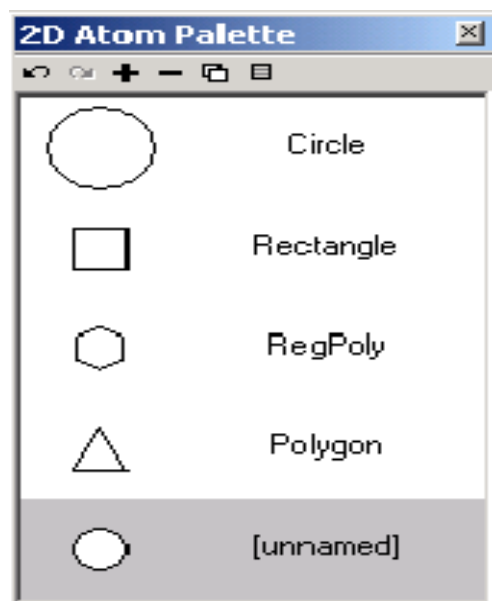 2D Atom Palette
Circle
Rectangle
RegPoly
Polygon
[unnamed]